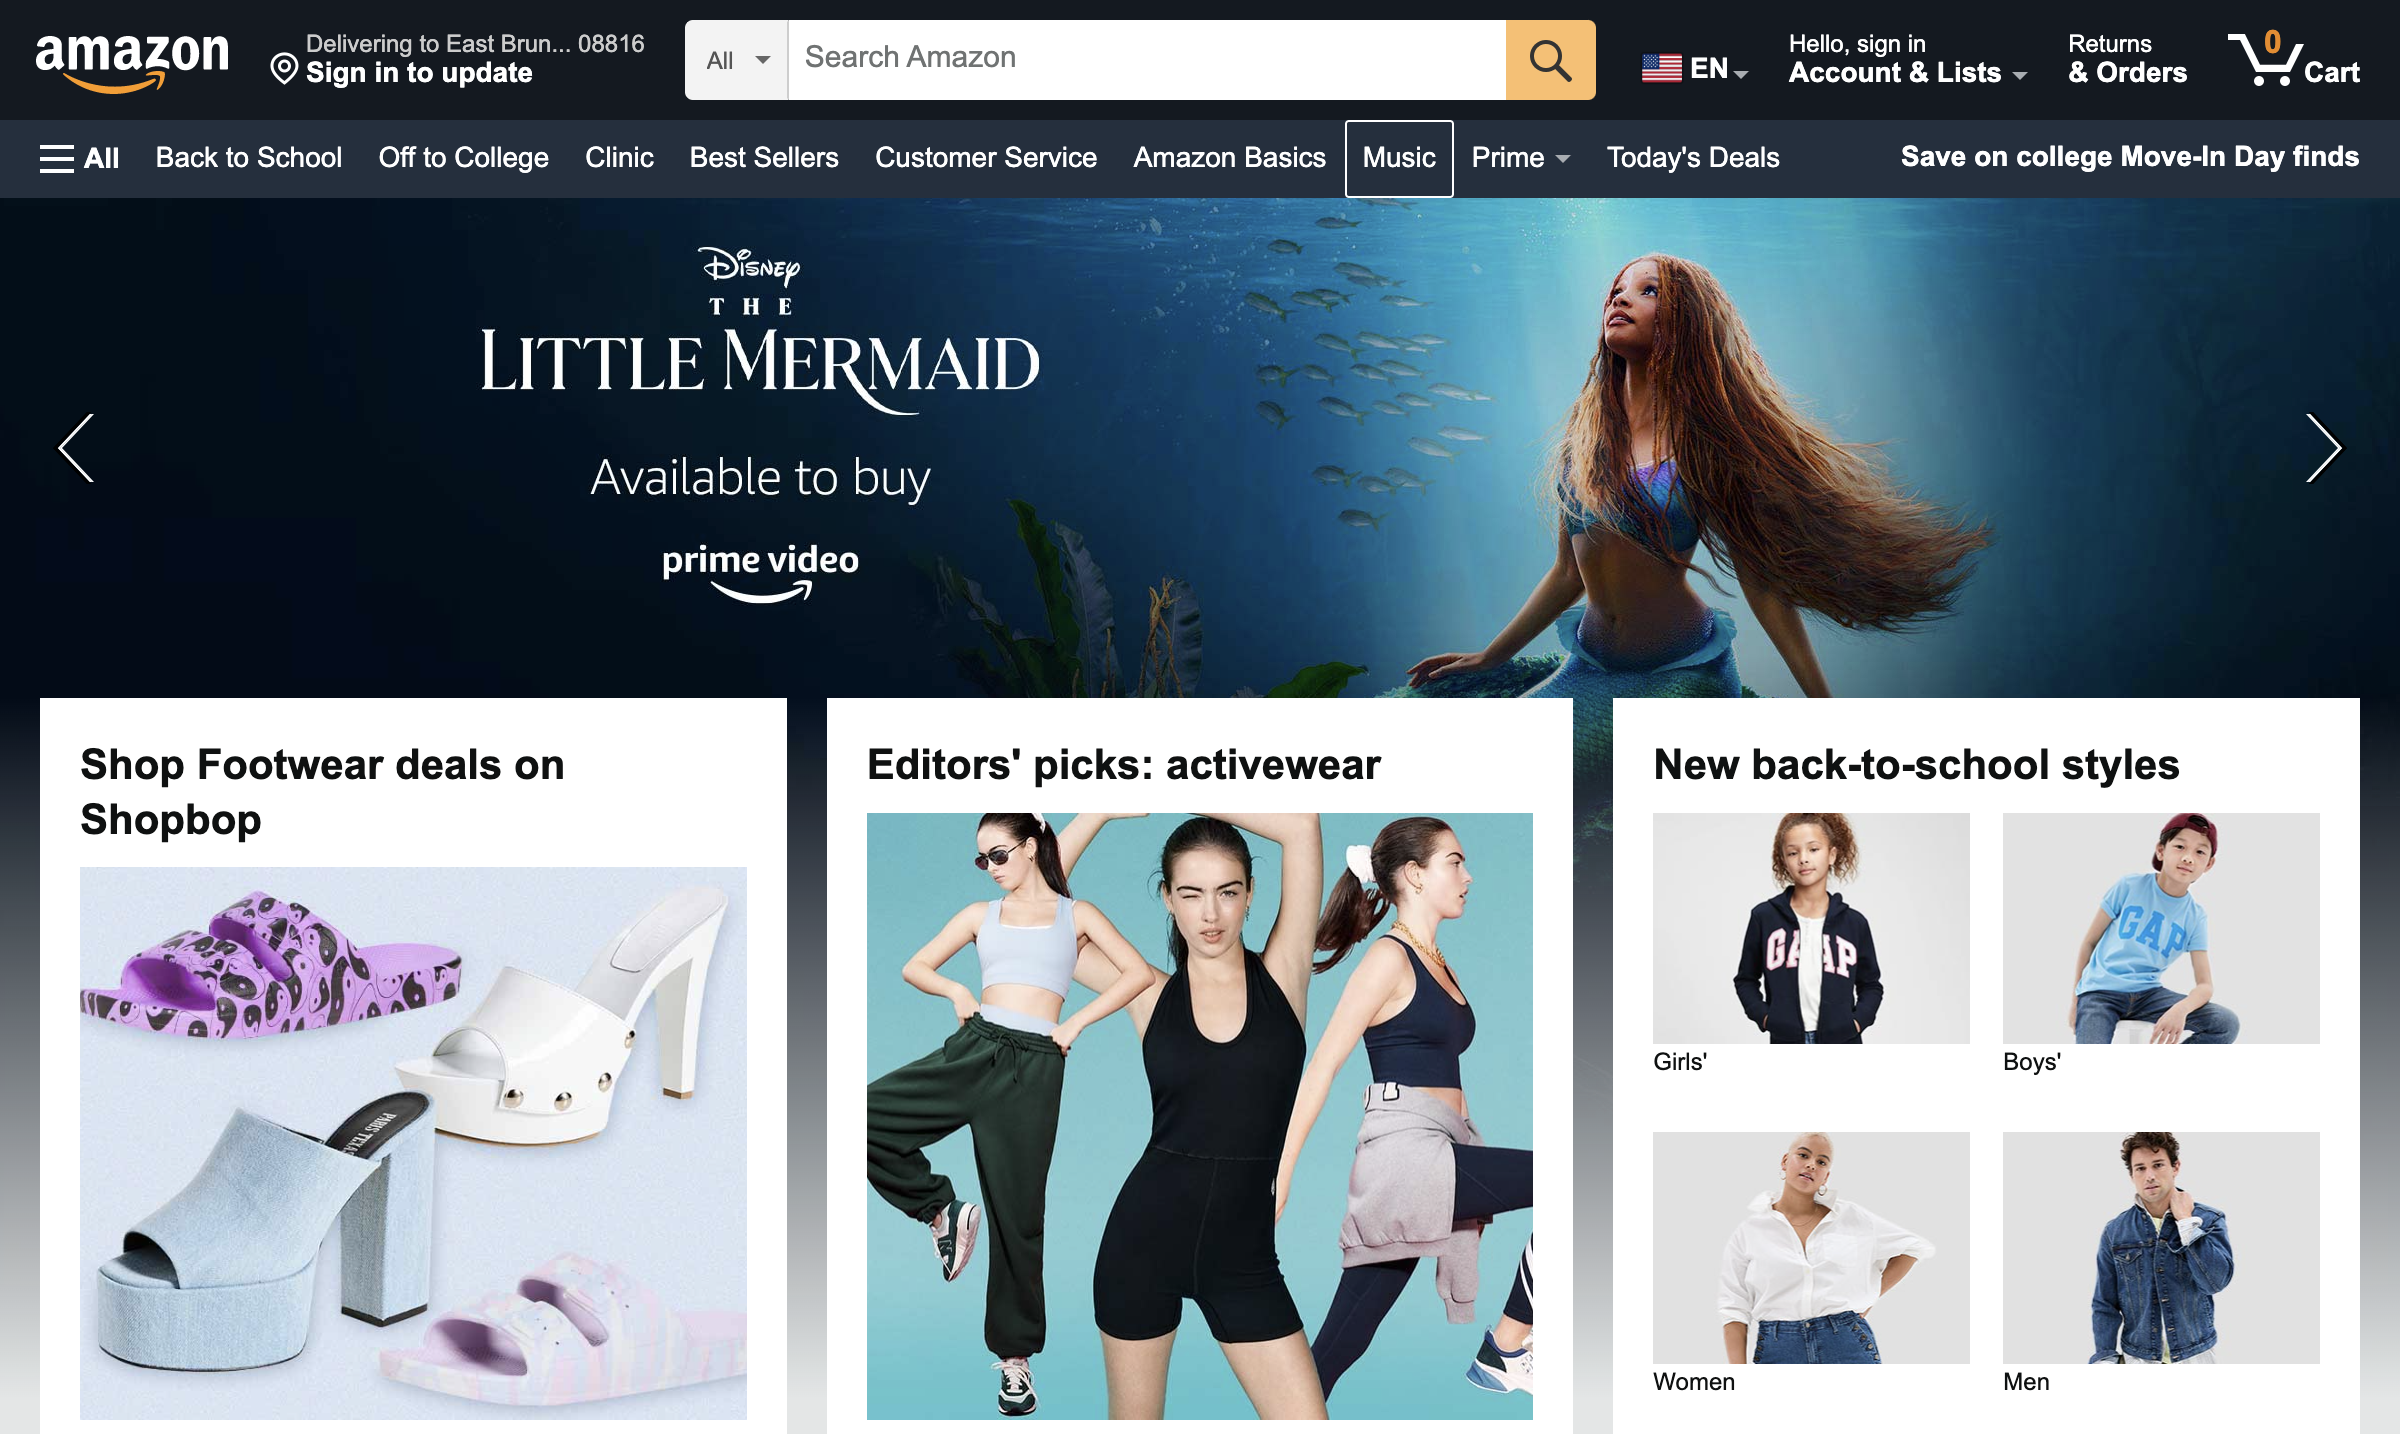 amazon
Delivering to East Brun... 08816
Sign in to update
All
Search Amazon
EN
Hello, sign in
Account & Lists
Returns
& Orders
0
Cart
All
Back to School
Off to College
Clinic
Best Sellers
Customer Service
Amazon Basics
Music
Prime
Today's Deals
Save on college Move-In Day finds
Disney
THE
LITTLE MERMAID
Available to buy
prime video
Shop Footwear deals on
Shopbop
PARIS TEXAS
Editors' picks: activewear
New back-to-school styles
GAP
GAP
Girls'
Boys'
Women
Men